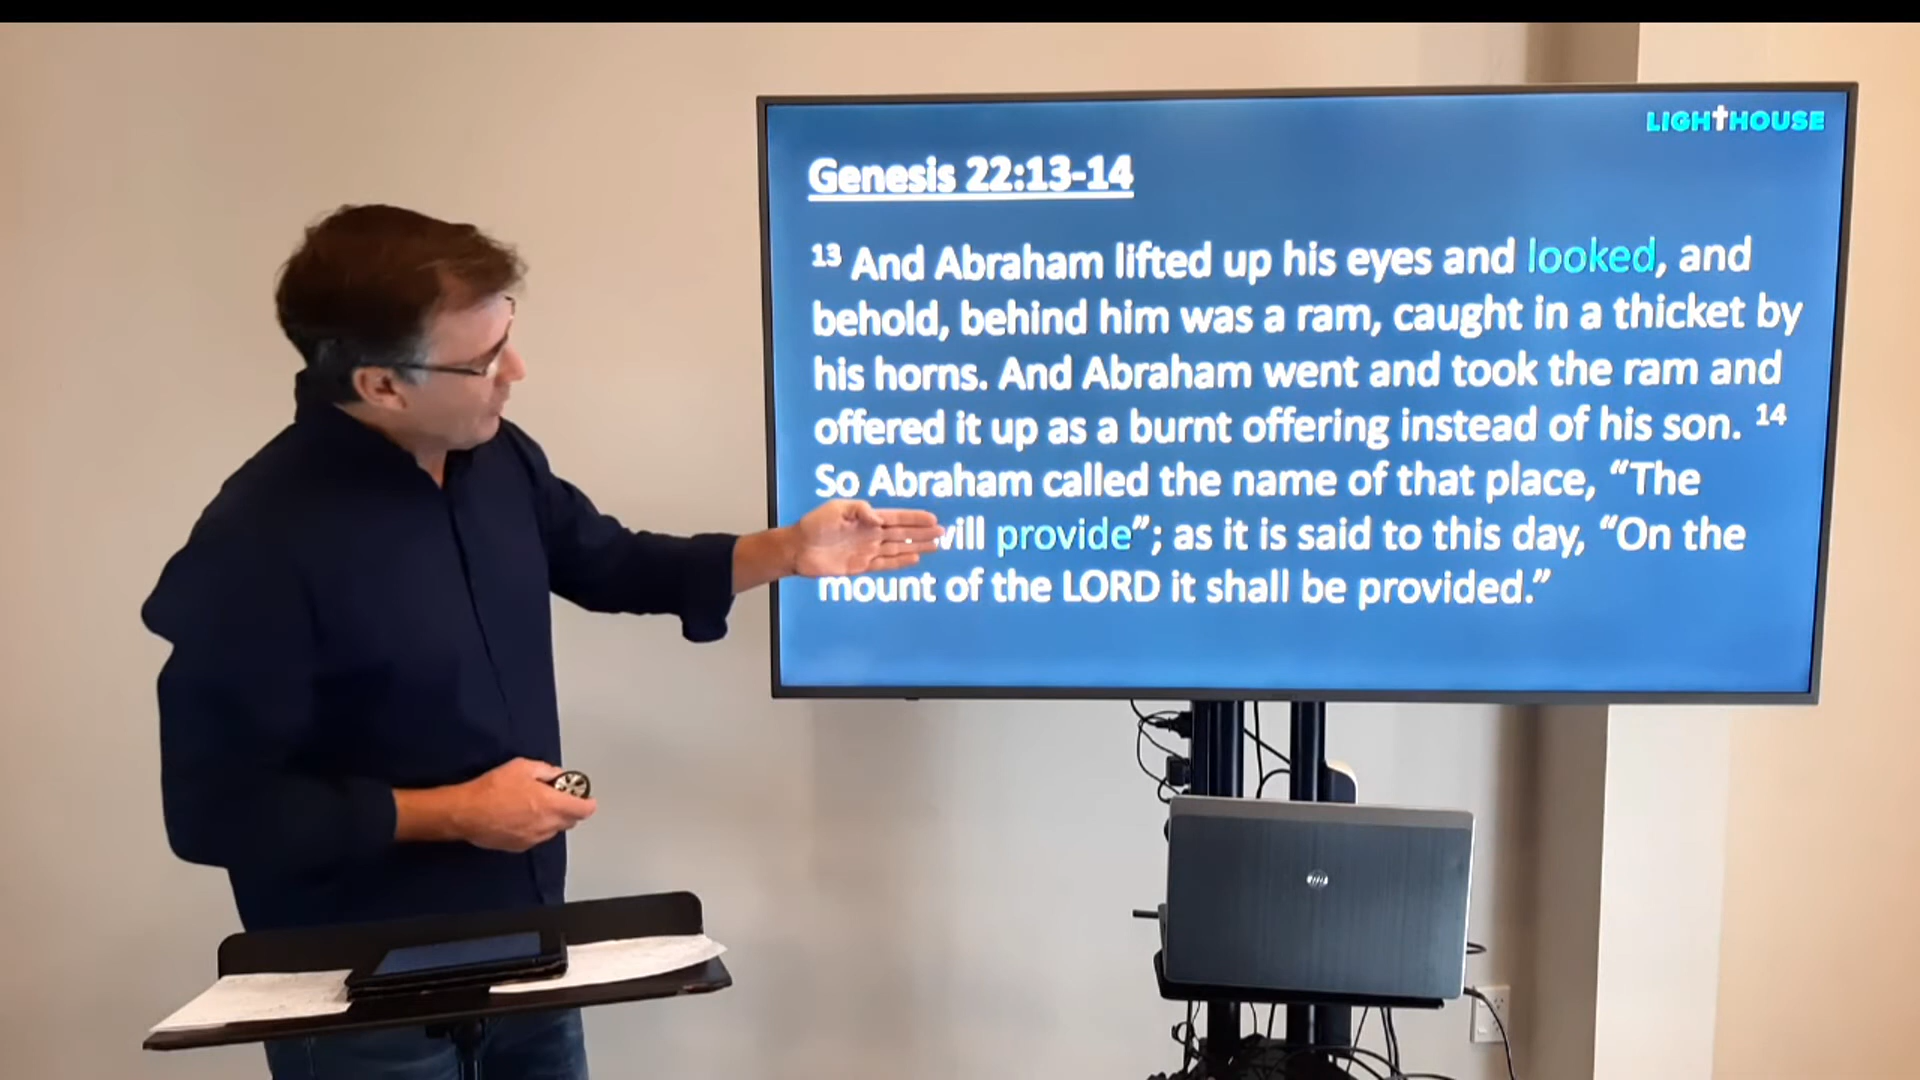 LIGHTHOUSE
Genesis 22:13-14
13 And Abraham lifted up his eyes and looked, and
behold, behind him was a ram, caught in a thicket by
his horns. And Abraham went and took the ram and
offered it up as a burnt offering instead of his son. 14
So Abraham called the name of that place, “The
will provide”; as it is said to this day, “On the
mount of the LORD it shall be provided.”
hp